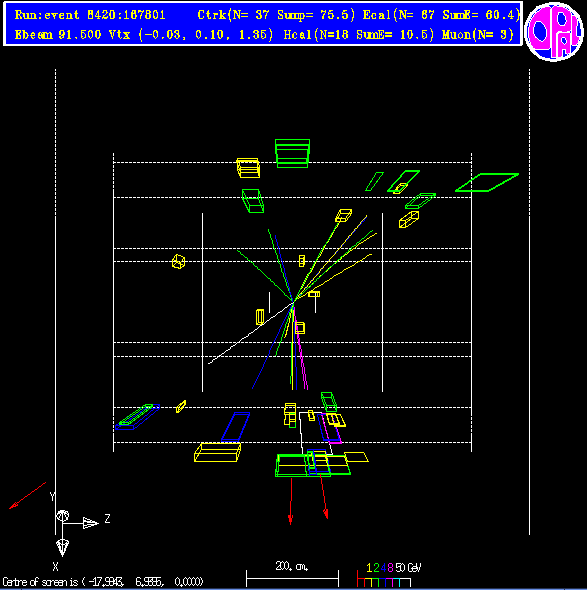 Run:event 8420:167801 Ctrk(N= 37 Sump= 75.5) Ecal(N= 67 SumE= 60.4)
Ebeam 91.500 Vtx (-0.03, 0.10, 1.35) Hcal(N=18 SumE= 10.5) Muon(N= 3)
OPAL
Y
Z
X
200. cm.
1 2 4 8 50 GeV
Centre of screen is ( -17.5943, 6.9355, 0.0000)